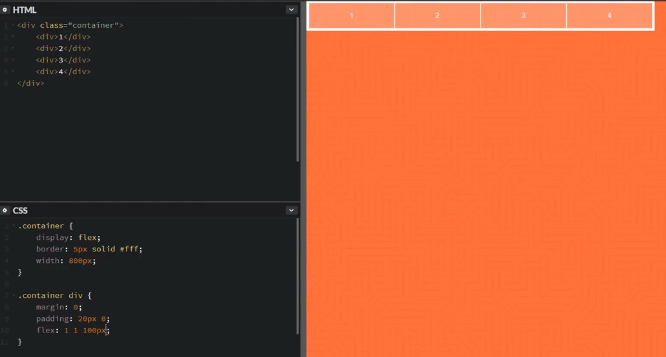 HTML
1 <div class="container">
2 <div>1</div>
3 <div>2</div>
4 <div>3</div>
5 <div>4</div>
6 </div>
1 2 3 4
CSS
1 .container {
2 display: flex;
3 border: 5px solid #fff;
4 width: 800px;
5 }
6
7 .container div {
8 margin: 0;
9 padding: 20px 0;
10 flex: 1 1 100px;
11 }